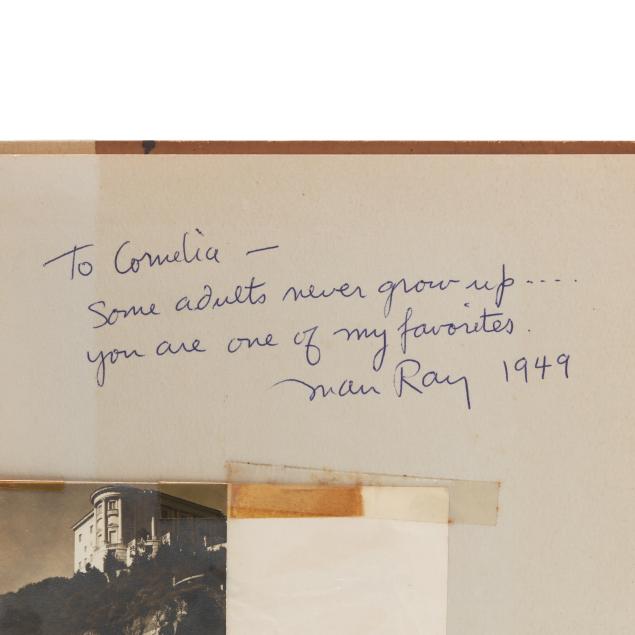 To Cornelia —
Some adults never grow up....
you are one of my favorites.
Man Ray 1949